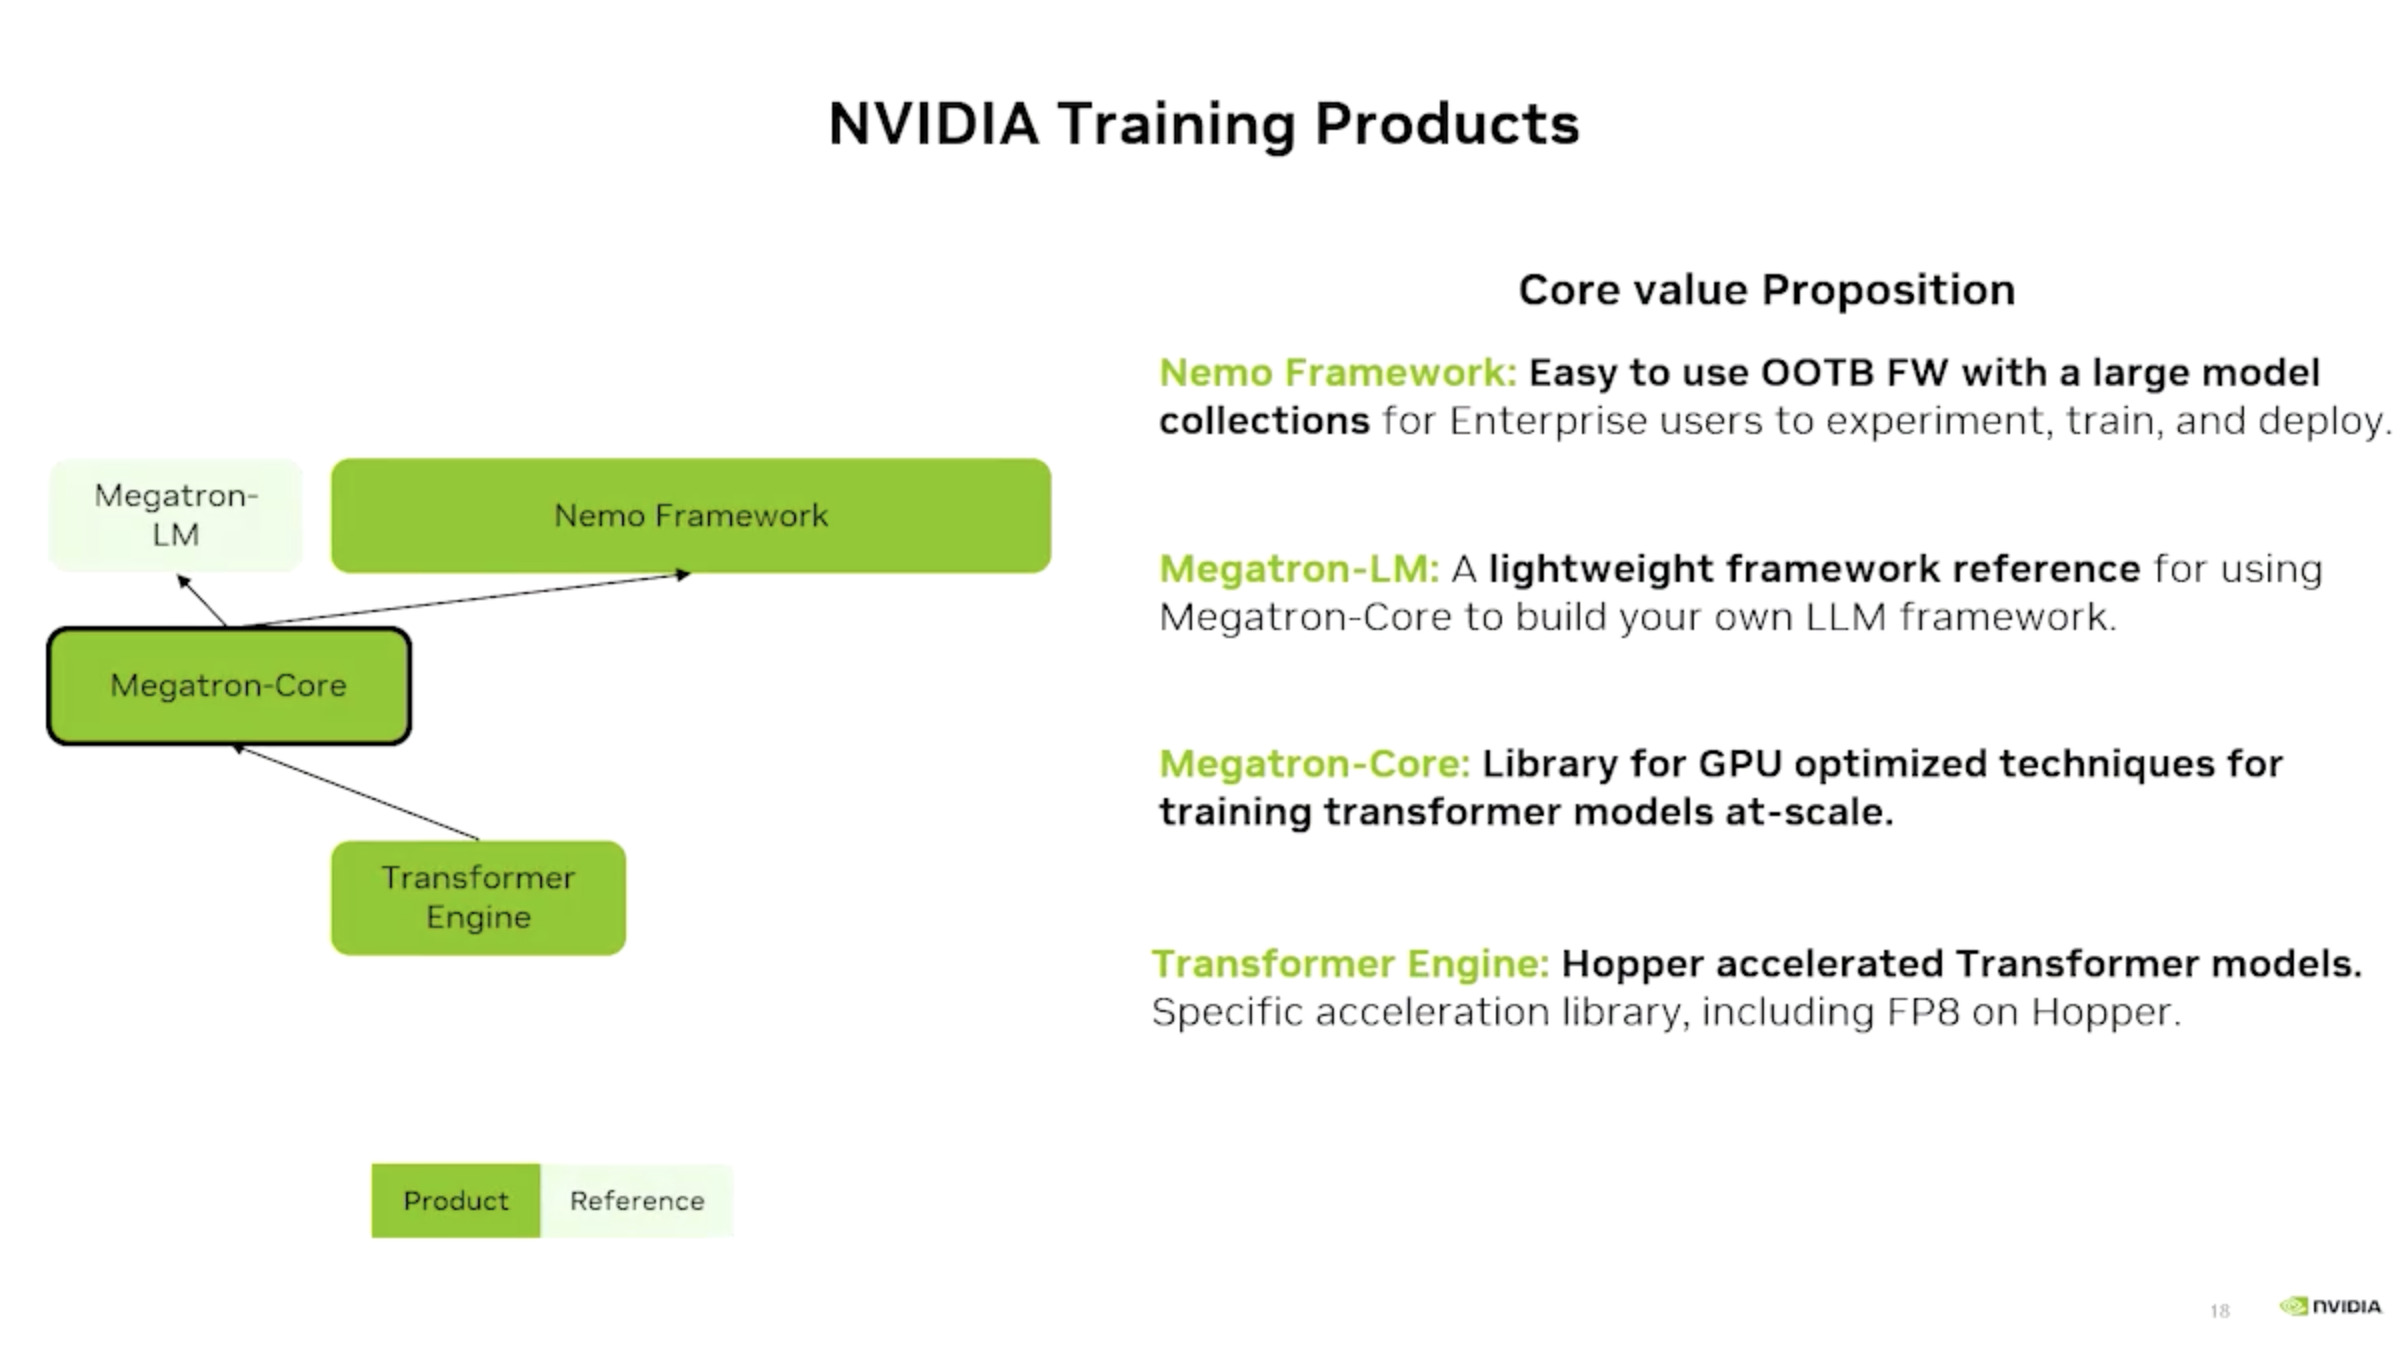 NVIDIA Training Products
Megatron-
LM
Nemo Framework
Megatron-Core
Transformer
Engine
Product
Reference
Core value Proposition
Nemo Framework: Easy to use OOTB FW with a large model
collections for Enterprise users to experiment, train, and deploy.
Megatron-LM: A lightweight framework reference for using
Megatron-Core to build your own LLM framework.
Megatron-Core: Library for GPU optimized techniques for
training transformer models at-scale.
Transformer Engine: Hopper accelerated Transformer models.
Specific acceleration library, including FP8 on Hopper.
18
NVIDIA